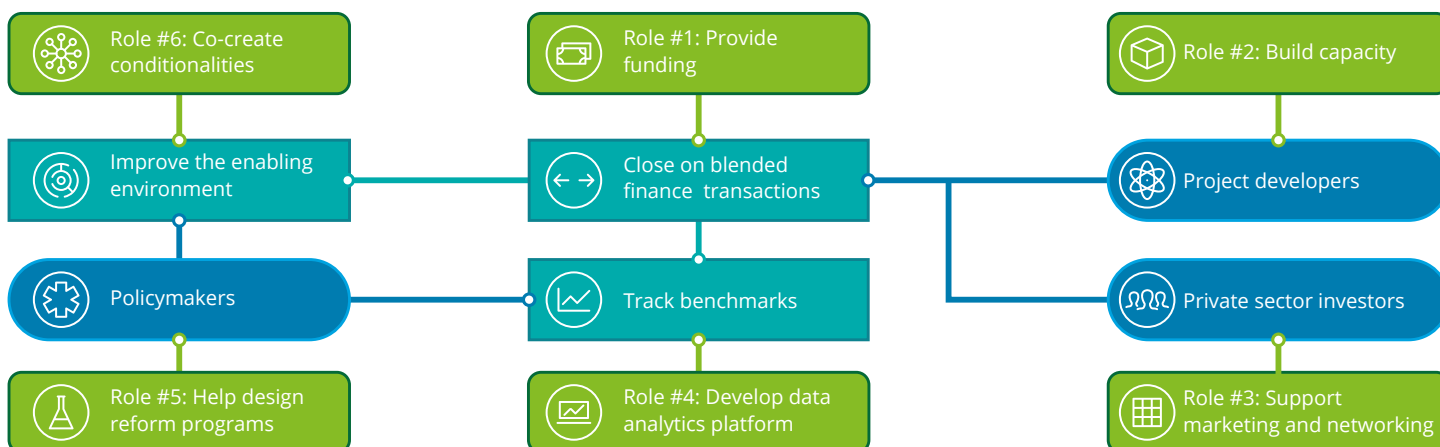 Role #6: Co-create
conditionalities
Role #1: Provide
funding
Role #2: Build capacity
Improve the enabling
environment
Close on blended
finance transactions
Project developers
Policymakers
Track benchmarks
Private sector investors
Role #5: Help design
reform programs
Role #4: Develop data
analytics platform
Role #3: Support
marketing and networking